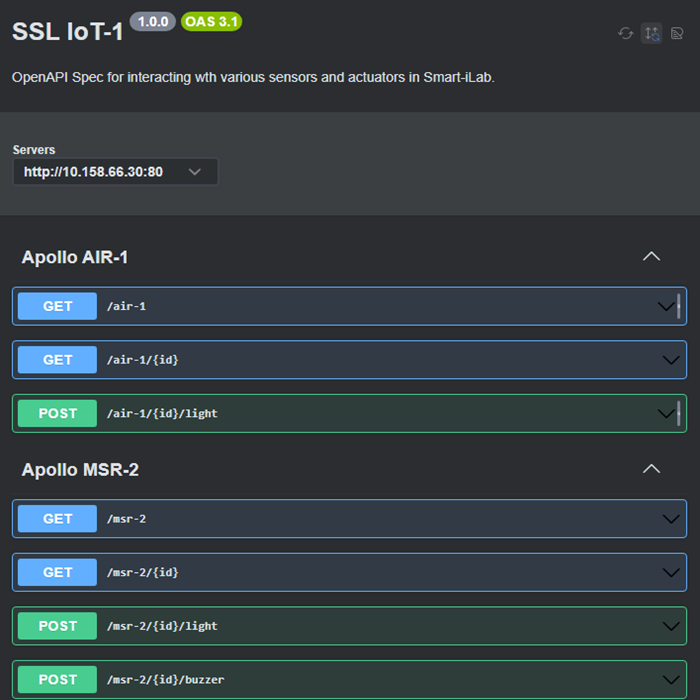 SSL IoT-1 1.0.0 OAS 3.1
OpenAPI Spec for interacting wth various sensors and actuators in Smart-iLab.
Servers
http://10.158.66.30:80
Apollo AIR-1
GET /air-1
GET /air-1/{id}
POST /air-1/{id}/light
Apollo MSR-2
GET /msr-2
GET /msr-2/{id}
POST /msr-2/{id}/light
POST /msr-2/{id}/buzzer